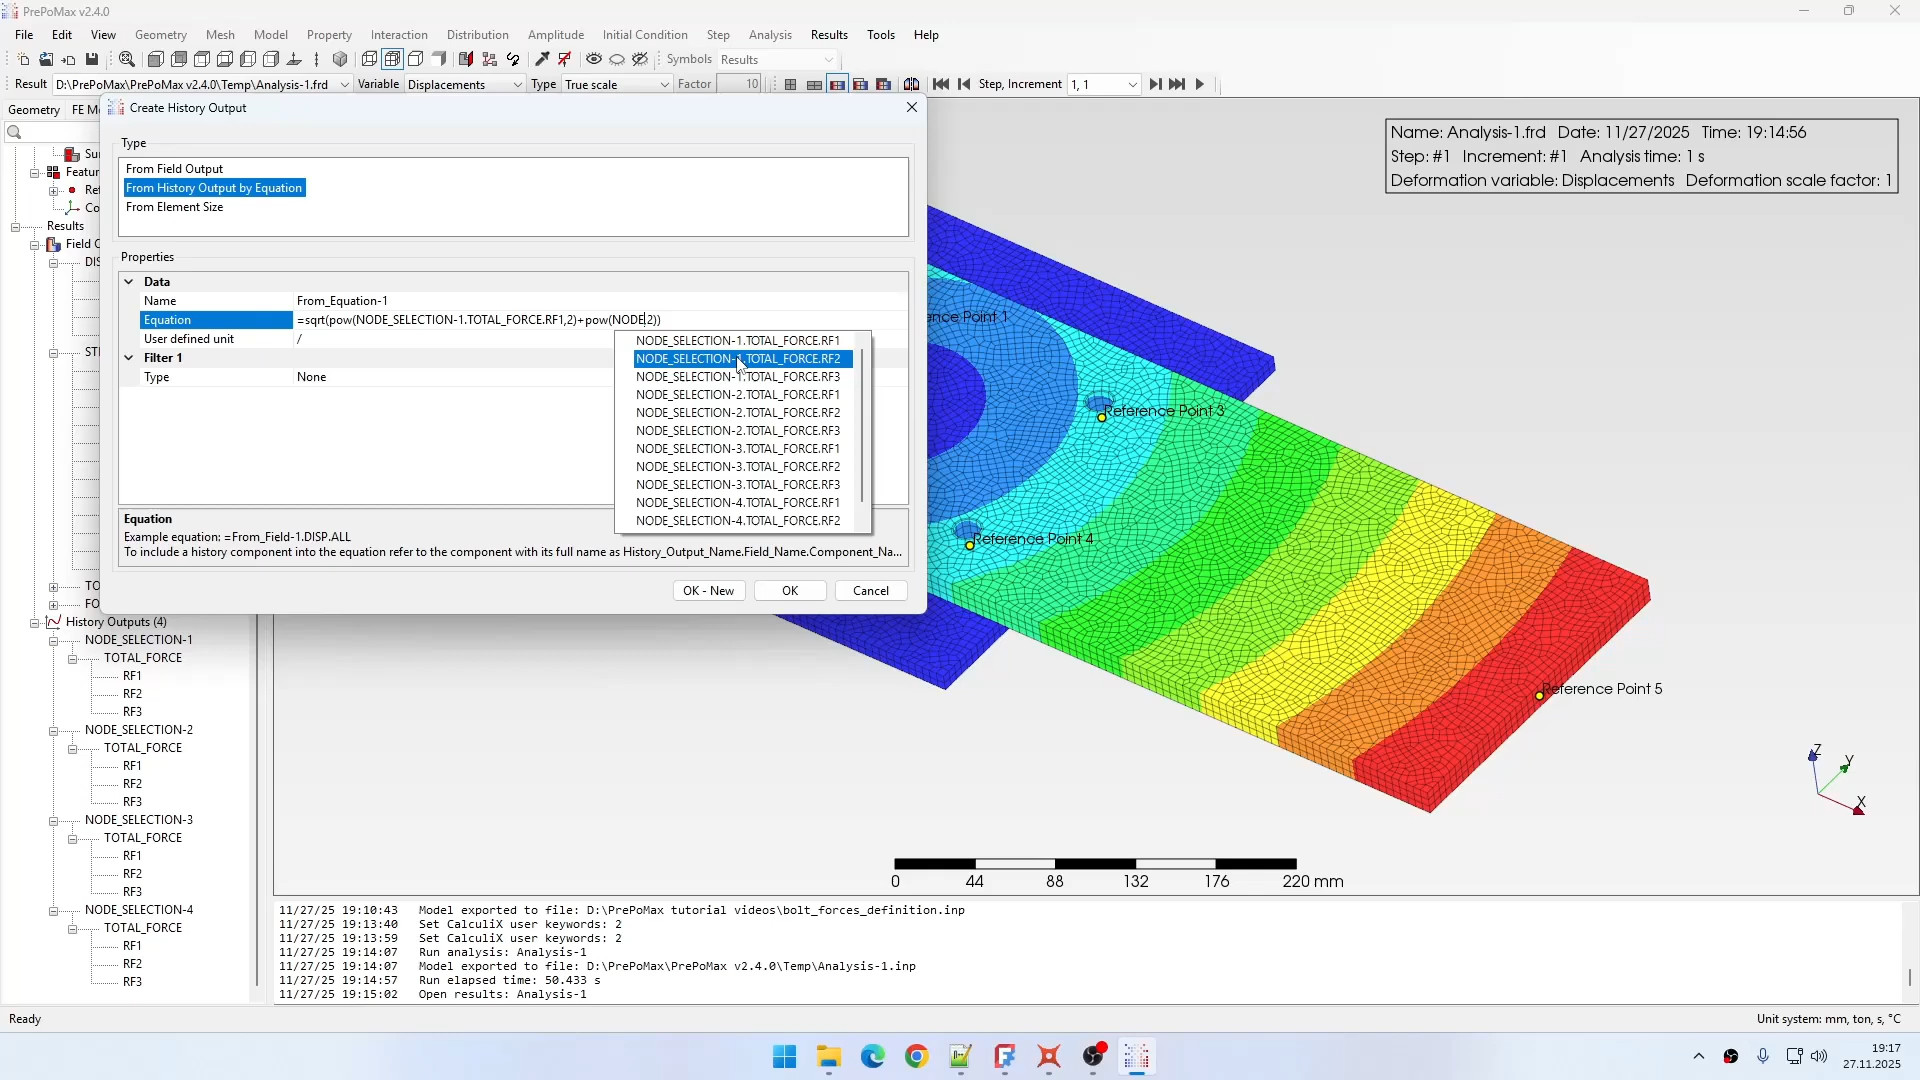 PrePoMax v2.4.0
File Edit View Geometry Mesh Model Property Interaction Distribution Amplitude Initial Condition Step Analysis Results Tools Help
Symbols Results
Result D:\PrePoMax\PrePoMax v2.4.0\Temp\Analysis-1.frd Variable Displacements Type True scale Factor 10 Step, Increment 1, 1
Geometry FE M
Create History Output
Type
From Field Output
From History Output by Equation
From Element Size
Properties
Data
Name From_Equation-1
Equation =sqrt(pow(NODE_SELECTION-1.TOTAL_FORCE.RF1,2)+pow(NODE,2))
User defined unit /
Filter 1
Type None
NODE_SELECTION-1.TOTAL_FORCE.RF1
NODE_SELECTION-1.TOTAL_FORCE.RF2
NODE_SELECTION-1.TOTAL_FORCE.RF3
NODE_SELECTION-2.TOTAL_FORCE.RF1
NODE_SELECTION-2.TOTAL_FORCE.RF2
NODE_SELECTION-2.TOTAL_FORCE.RF3
NODE_SELECTION-3.TOTAL_FORCE.RF1
NODE_SELECTION-3.TOTAL_FORCE.RF2
NODE_SELECTION-3.TOTAL_FORCE.RF3
NODE_SELECTION-4.TOTAL_FORCE.RF1
NODE_SELECTION-4.TOTAL_FORCE.RF2
Equation
Example equation: =From_Field-1.DISP.ALL
To include a history component into the equation refer to the component with its full name as History_Output_Name.Field_Name.Component_Na...
OK - New OK Cancel
Su
Featur
Re
Co
Results
Field C
DIS
STI
TO
FO
History Outputs (4)
NODE_SELECTION-1
TOTAL_FORCE
RF1
RF2
RF3
NODE_SELECTION-2
TOTAL_FORCE
RF1
RF2
RF3
NODE_SELECTION-3
TOTAL_FORCE
RF1
RF2
RF3
NODE_SELECTION-4
TOTAL_FORCE
RF1
RF2
RF3
Name: Analysis-1.frd Date: 11/27/2025 Time: 19:14:56
Step: #1 Increment: #1 Analysis time: 1 s
Deformation variable: Displacements Deformation scale factor: 1
ence Point 1
Reference Point 3
Reference Point 4
Reference Point 5
Z Y X
0 44 88 132 176 220 mm
11/27/25 19:10:43 Model exported to file: D:\PrePoMax tutorial videos\bolt_forces_definition.inp
11/27/25 19:13:40 Set CalculiX user keywords: 2
11/27/25 19:13:59 Set CalculiX user keywords: 2
11/27/25 19:14:07 Run analysis: Analysis-1
11/27/25 19:14:07 Model exported to file: D:\PrePoMax\PrePoMax v2.4.0\Temp\Analysis-1.inp
11/27/25 19:14:57 Run elapsed time: 50.433 s
11/27/25 19:15:02 Open results: Analysis-1
Ready Unit system: mm, ton, s, °C
19:17
27.11.2025